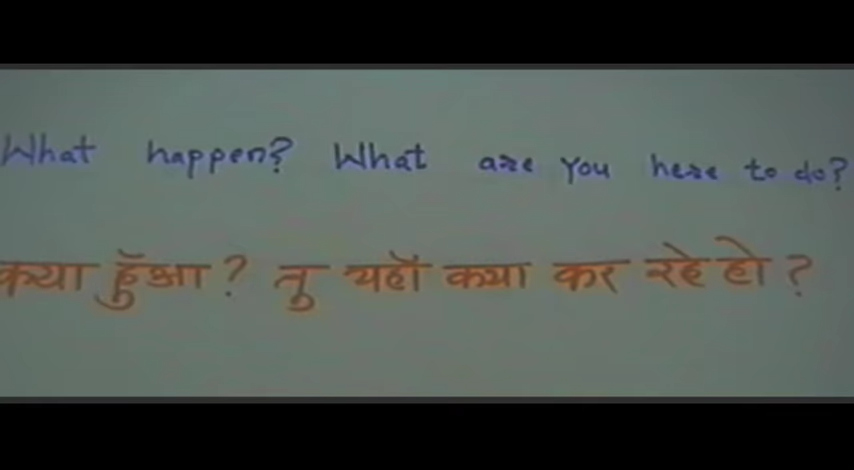 What happen? What are You here to do?
क्या हुँआ? तु यहाँ क्या कर रहे हो?